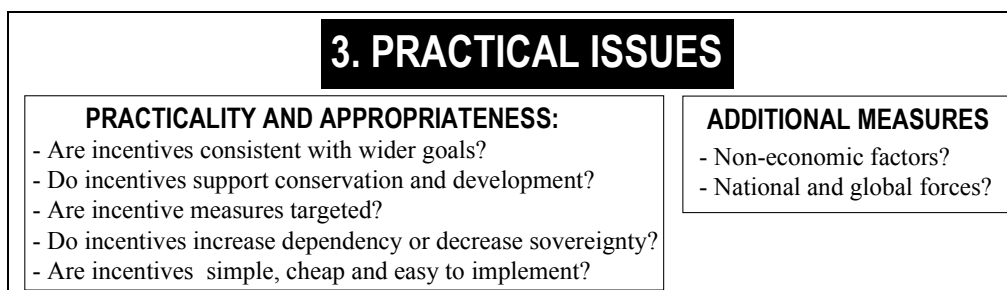 3. PRACTICAL ISSUES
PRACTICALITY AND APPROPRIATENESS:
- Are incentives consistent with wider goals?
- Do incentives support conservation and development?
- Are incentive measures targeted?
- Do incentives increase dependency or decrease sovereignty?
- Are incentives  simple, cheap and easy to implement?
ADDITIONAL MEASURES
- Non-economic factors?
- National and global forces?